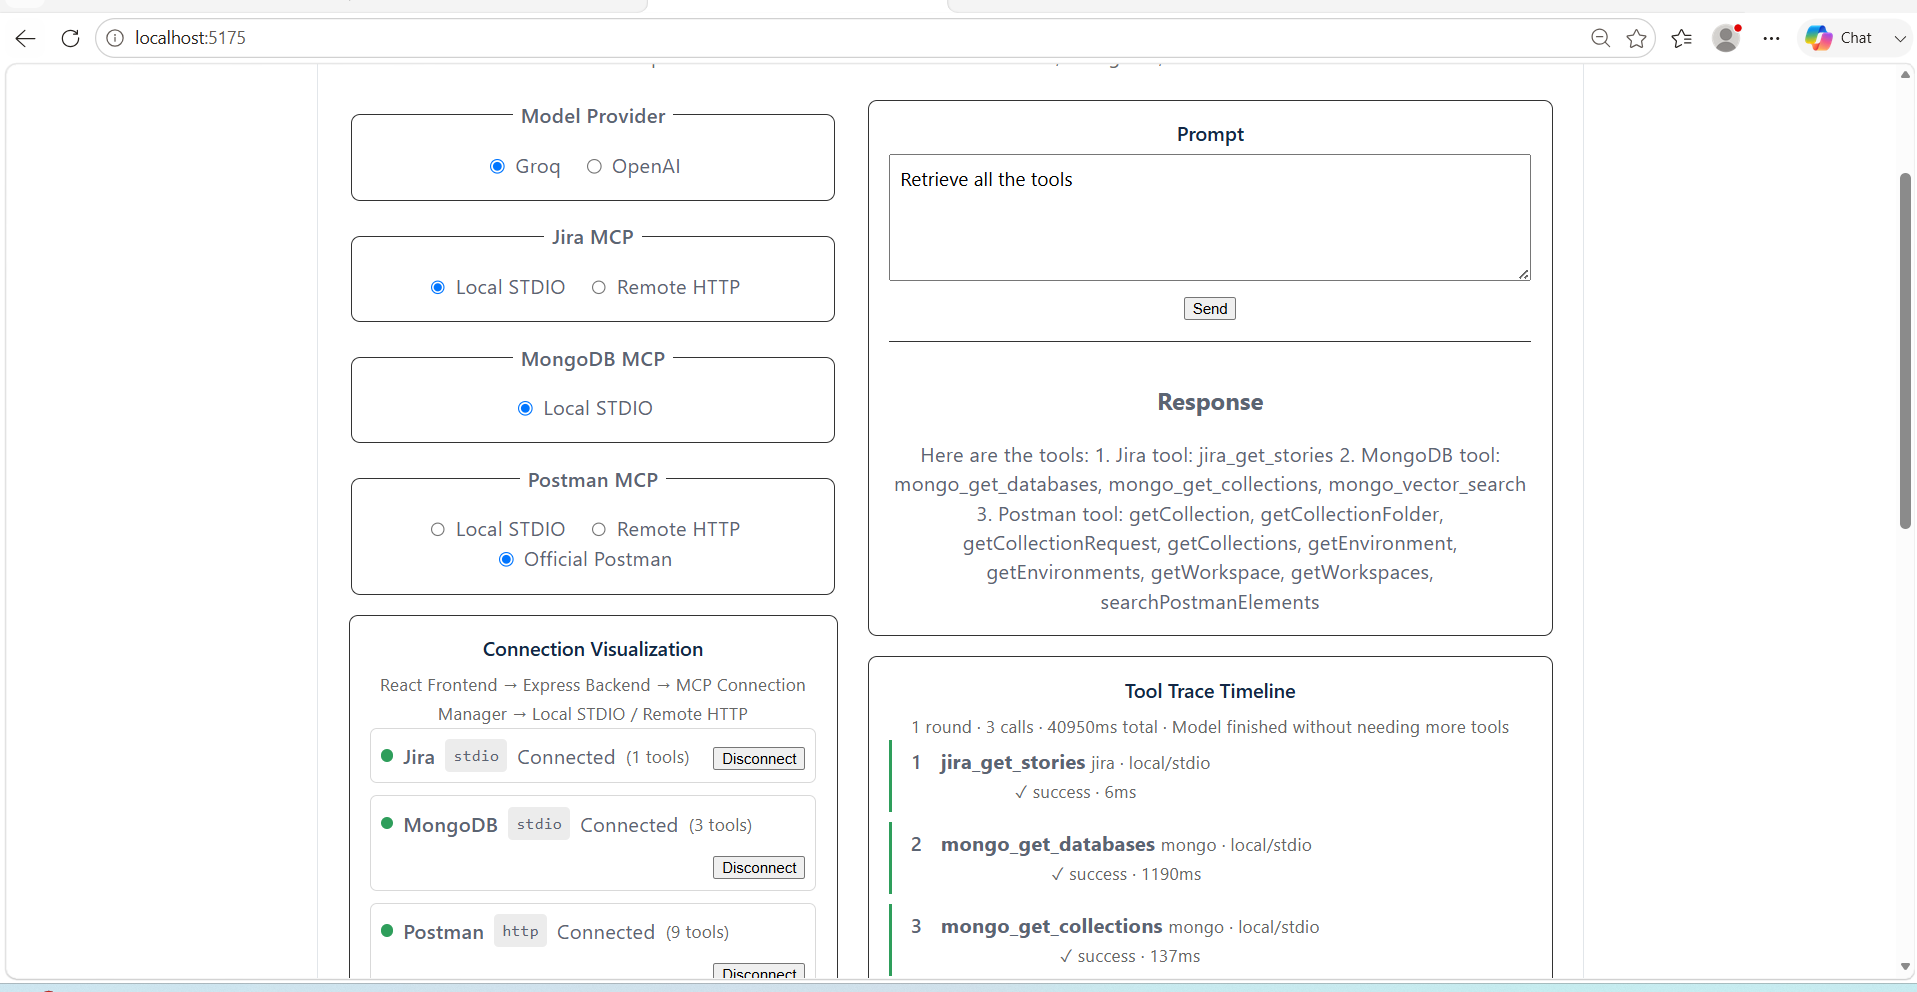 localhost:5175
Chat
Model Provider
Groq OpenAI
Jira MCP
Local STDIO Remote HTTP
MongoDB MCP
Local STDIO
Postman MCP
Local STDIO Remote HTTP
Official Postman
Connection Visualization
React Frontend → Express Backend → MCP Connection
Manager → Local STDIO / Remote HTTP
Jira stdio Connected (1 tools) Disconnect
MongoDB stdio Connected (3 tools)
Disconnect
Postman http Connected (9 tools)
Disconnect
Prompt
Retrieve all the tools
Send
Response
Here are the tools: 1. Jira tool: jira_get_stories 2. MongoDB tool:
mongo_get_databases, mongo_get_collections, mongo_vector_search
3. Postman tool: getCollection, getCollectionFolder,
getCollectionRequest, getCollections, getEnvironment,
getEnvironments, getWorkspace, getWorkspaces,
searchPostmanElements
Tool Trace Timeline
1 round · 3 calls · 40950ms total · Model finished without needing more tools
1 jira_get_stories jira · local/stdio
✓ success · 6ms
2 mongo_get_databases mongo · local/stdio
✓ success · 1190ms
3 mongo_get_collections mongo · local/stdio
✓ success · 137ms